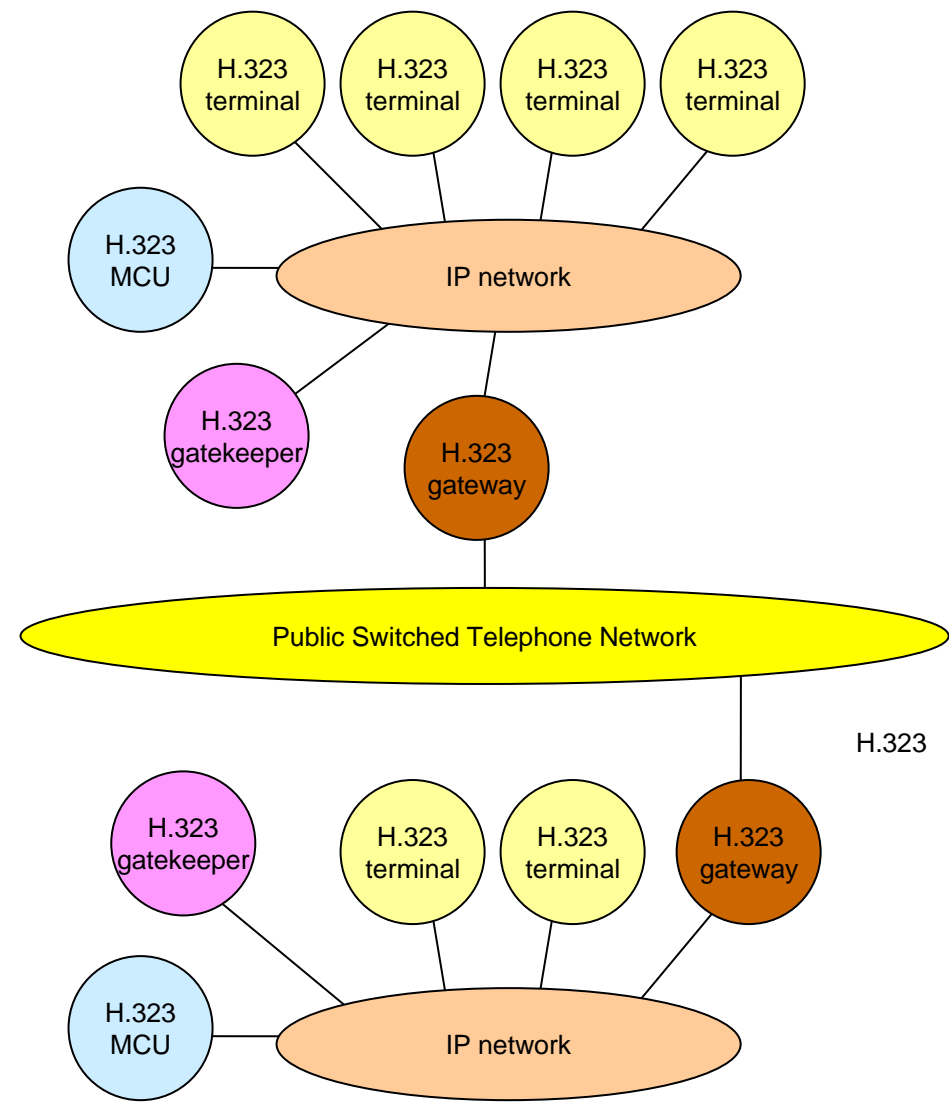 H.323
terminal
H.323
terminal
H.323
terminal
H.323
terminal
H.323
MCU
IP network
H.323
gatekeeper
H.323
gateway
Public Switched Telephone Network
H.323
H.323
gatekeeper
H.323
terminal
H.323
terminal
H.323
gateway
H.323
MCU
IP network